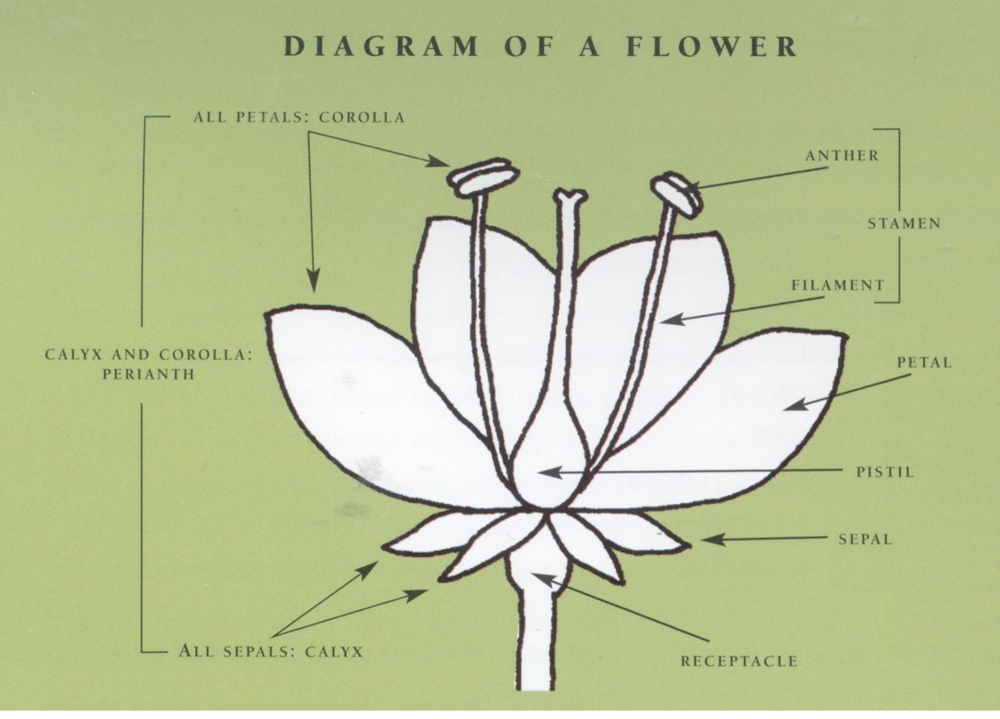 DIAGRAM OF A FLOWER
ALL PETALS: COROLLA
ANTHER
STAMEN
FILAMENT
CALYX AND COROLLA:
PERIANTH
PETAL
PISTIL
SEPAL
ALL SEPALS: CALYX
RECEPTACLE